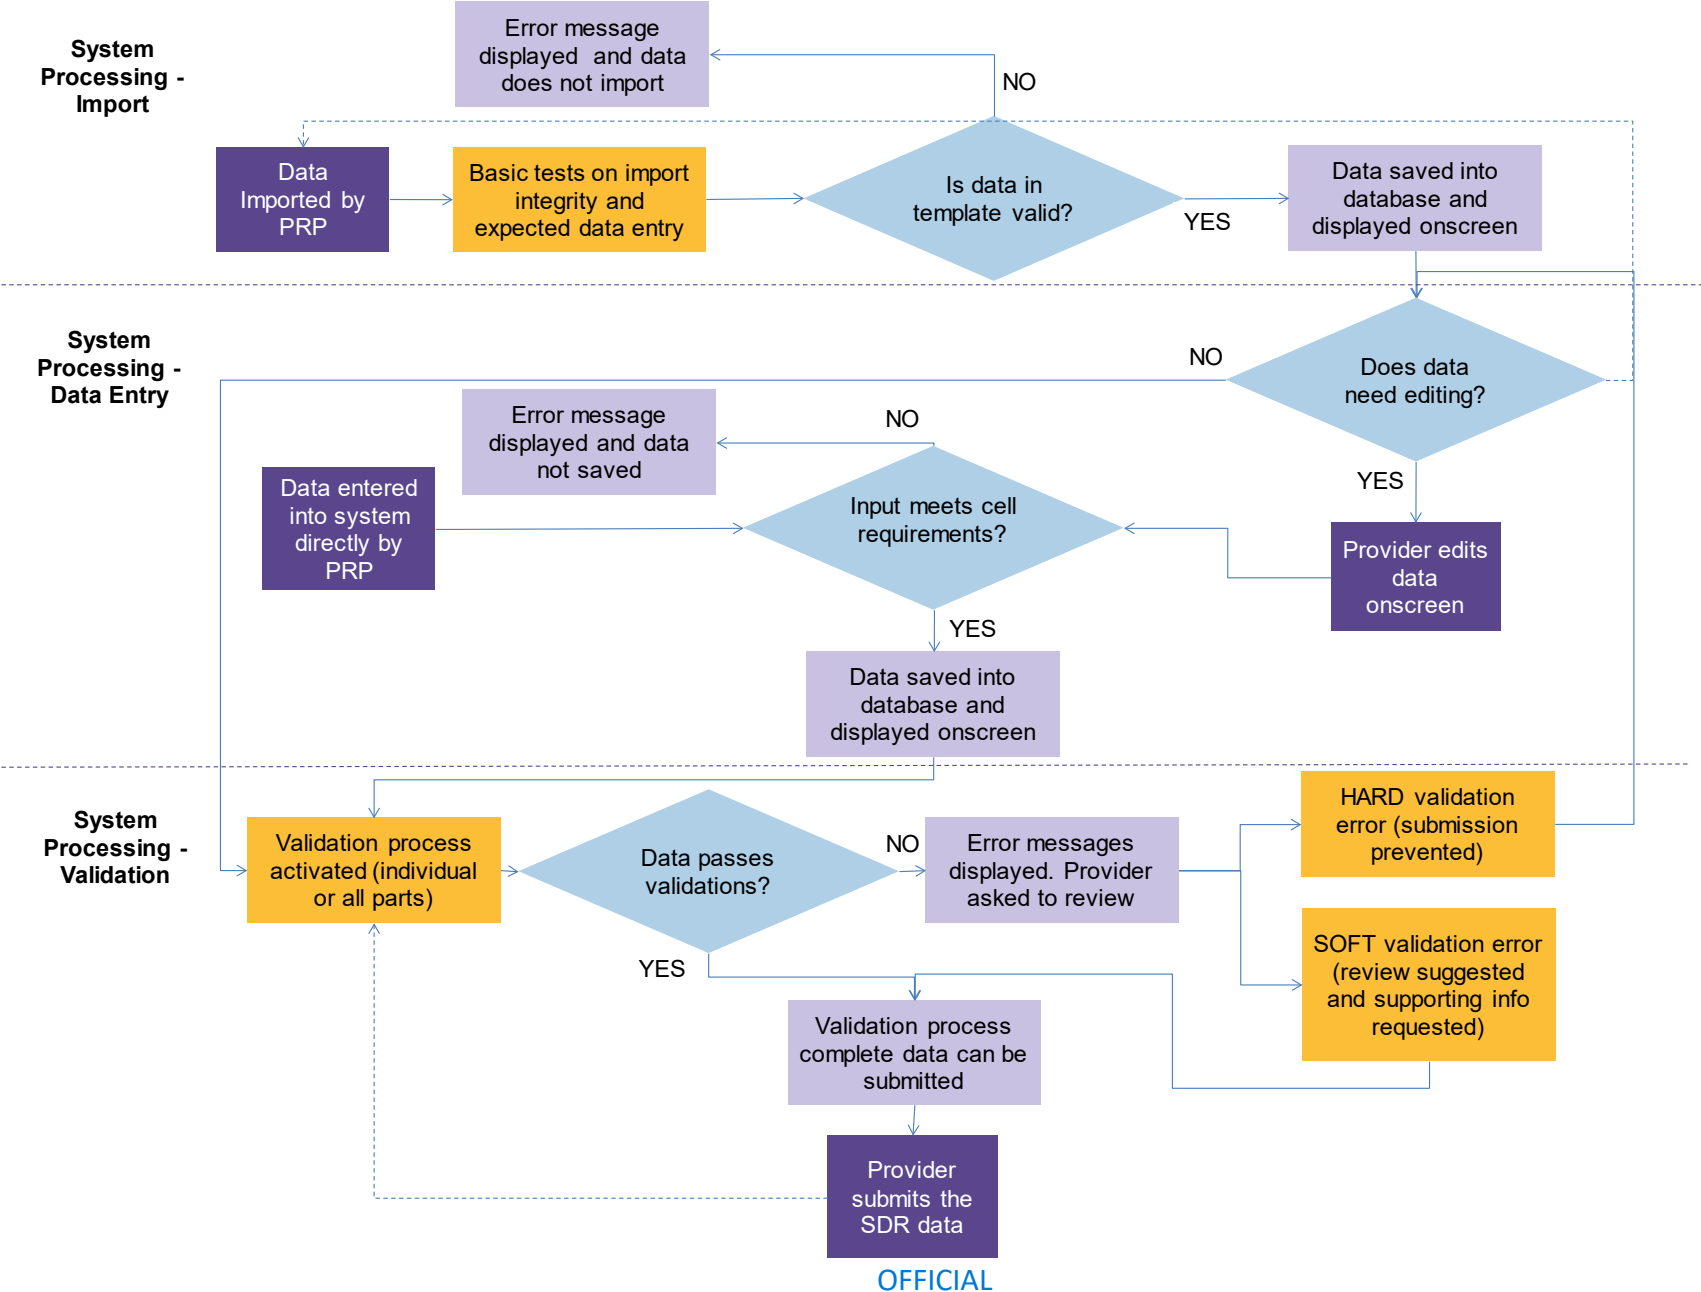 System
Processing -
Import
Error message
displayed and data
does not import
NO
Data
Imported by
PRP
Basic tests on import
integrity and
expected data entry
Is data in
template valid?
YES
Data saved into
database and
displayed onscreen
System
Processing -
Data Entry
NO
Does data
need editing?
YES
Error message
displayed and data
not saved
NO
Data entered
into system
directly by
PRP
Input meets cell
requirements?
Provider edits
data
onscreen
YES
Data saved into
database and
displayed onscreen
System
Processing -
Validation
Validation process
activated (individual
or all parts)
Data passes
validations?
NO
Error messages
displayed. Provider
asked to review
HARD validation
error (submission
prevented)
SOFT validation error
(review suggested
and supporting info
requested)
YES
Validation process
complete data can be
submitted
Provider
submits the
SDR data
OFFICIAL